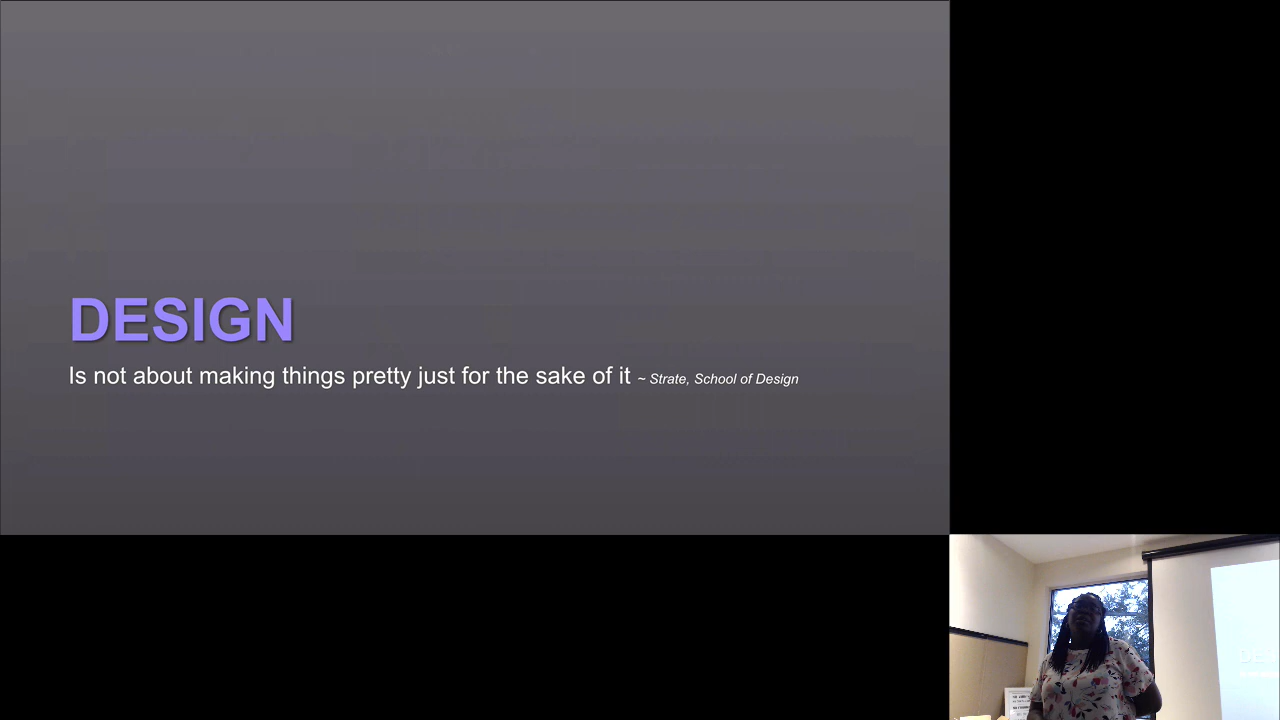 DESIGN
Is not about making things pretty just for the sake of it ~ Strate, School of Design